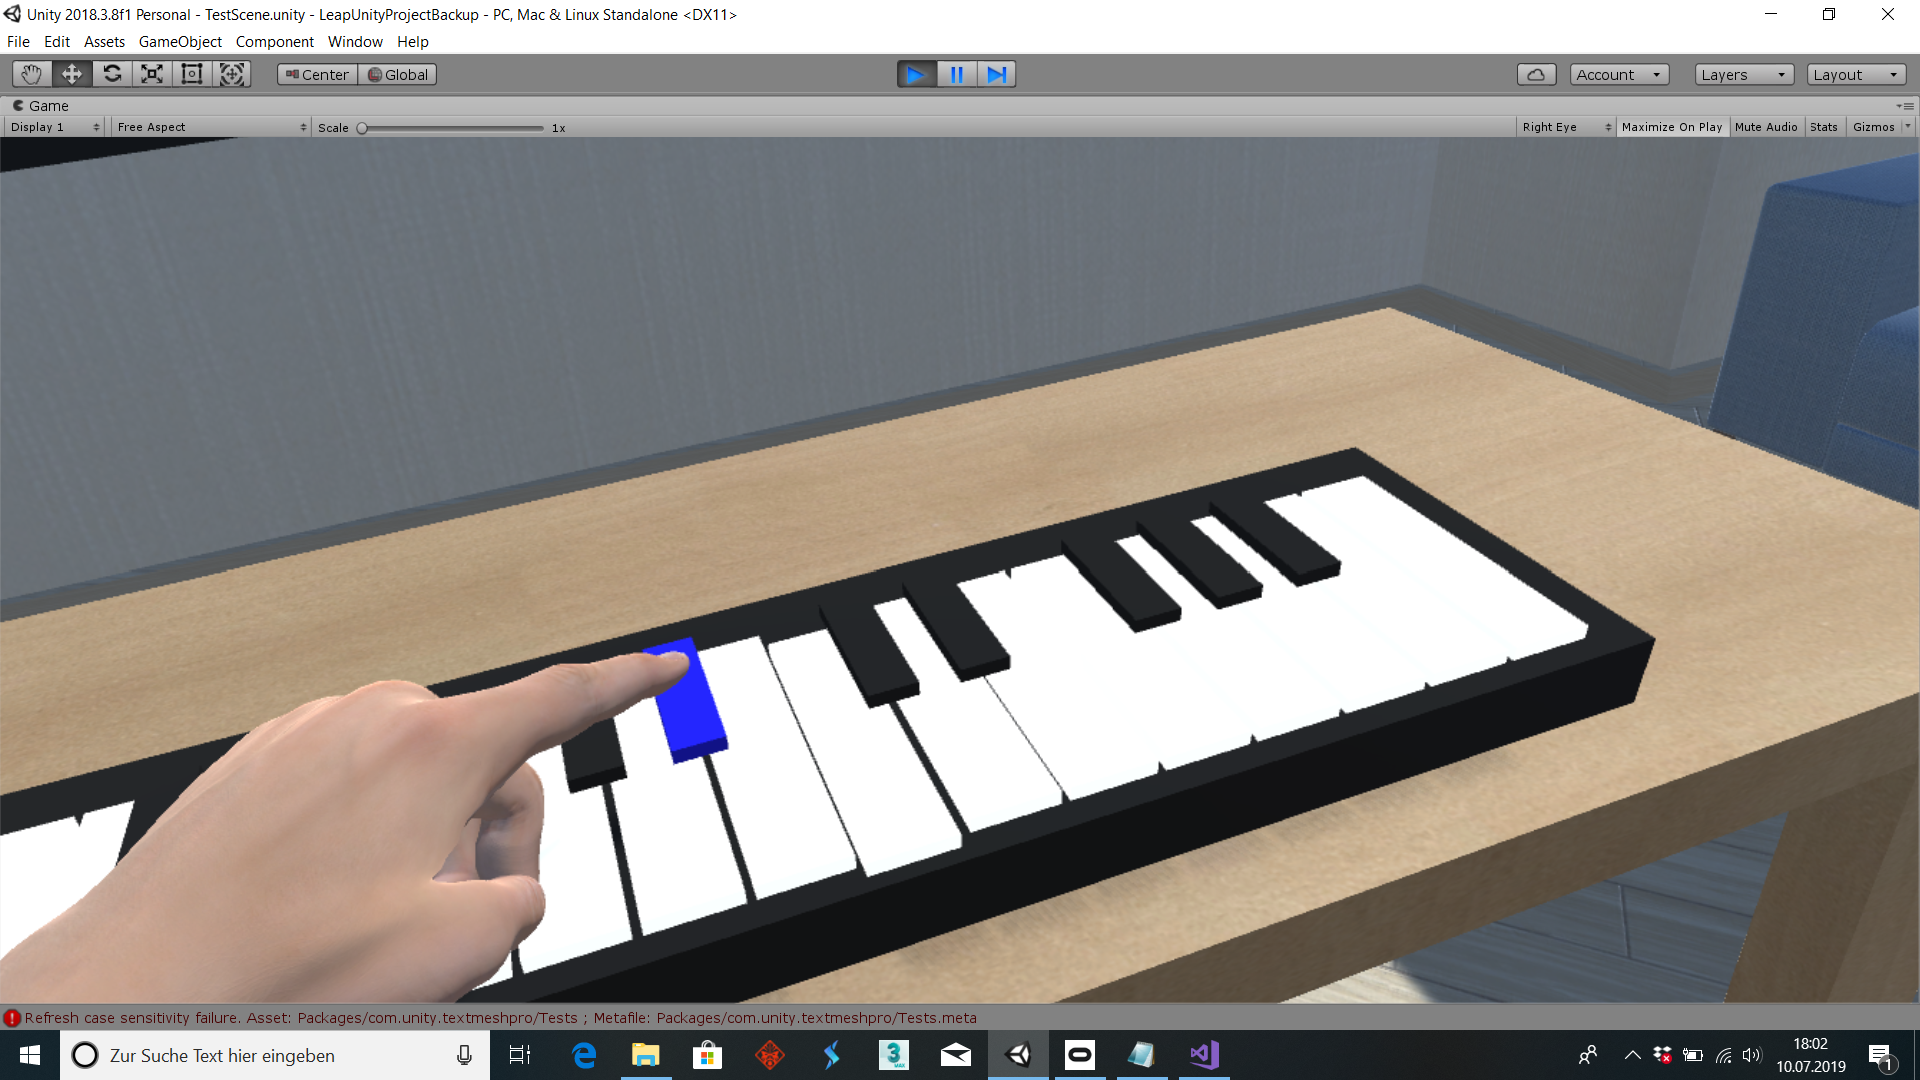 Unity 2018.3.8f1 Personal - TestScene.unity - LeapUnityProjectBackup - PC, Mac & Linux Standalone <DX11>
File Edit Assets GameObject Component Window Help
Center Global Account Layers Layout
Game
Display 1 Free Aspect Scale 1x Right Eye Maximize On Play Mute Audio Stats Gizmos
Refresh case sensitivity failure. Asset: Packages/com.unity.textmeshpro/Tests ; Metafile: Packages/com.unity.textmeshpro/Tests.meta
Zur Suche Text hier eingeben
3
MAX
18:02
10.07.2019
1